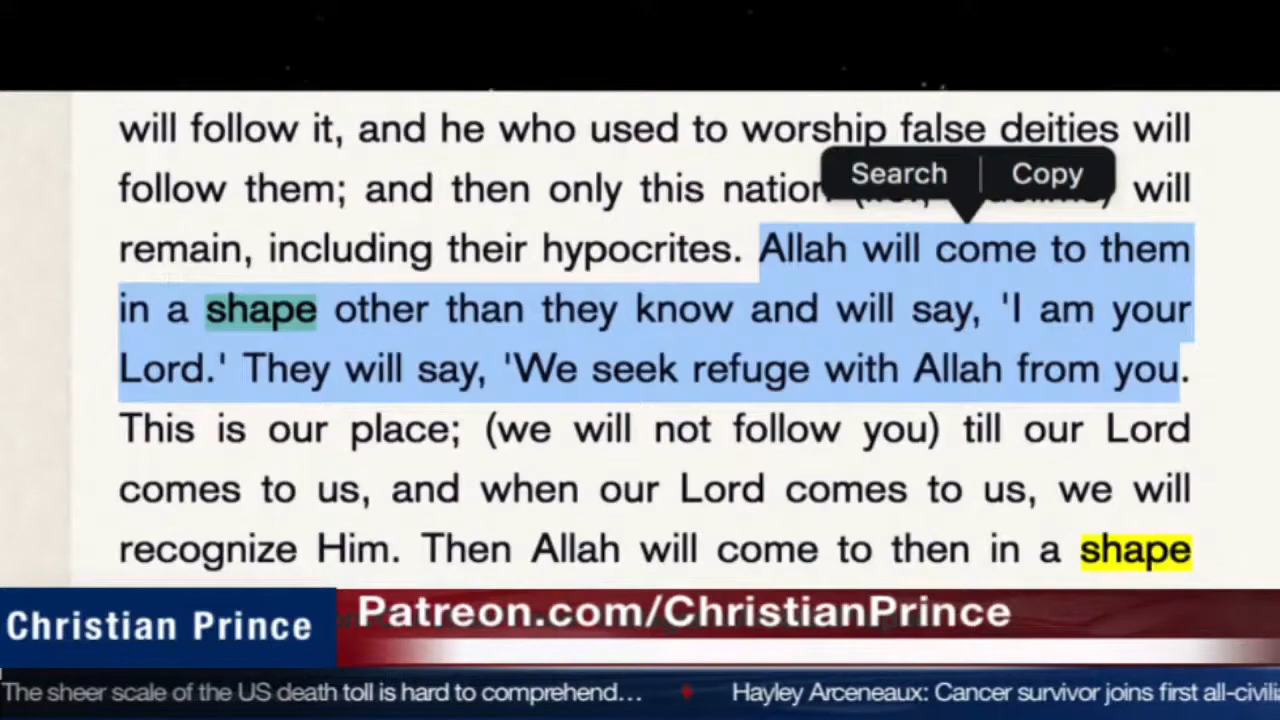 will follow it, and he who used to worship false deities will
Search Copy
follow them; and then only this nation will
remain, including their hypocrites. Allah will come to them
in a shape other than they know and will say, 'I am your
Lord.' They will say, 'We seek refuge with Allah from you.
This is our place; (we will not follow you) till our Lord
comes to us, and when our Lord comes to us, we will
recognize Him. Then Allah will come to then in a shape
Christian Prince
Patreon.com/ChristianPrince
The sheer scale of the US death toll is hard to comprehend... ♦ Hayley Arceneaux: Cancer survivor joins first all-civili